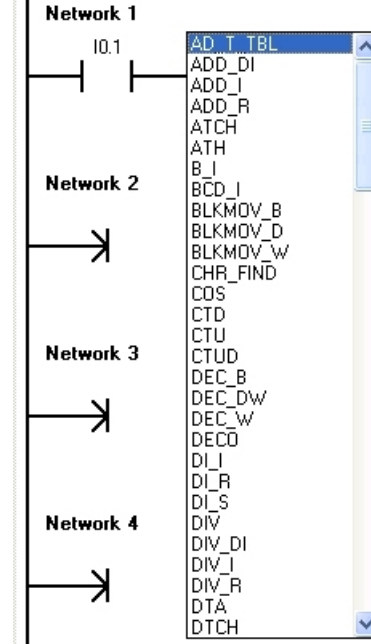 Network 1
I0.1
AD_T_TBL
ADD_DI
ADD_I
ADD_R
ATCH
ATH
B_I
BCD_I
BLKMOV_B
BLKMOV_D
BLKMOV_W
CHR_FIND
COS
CTD
CTU
CTUD
DEC_B
DEC_DW
DEC_W
DECO
DI_I
DI_R
DI_S
DIV
DIV_DI
DIV_I
DIV_R
DTA
DTCH
Network 2
Network 3
Network 4